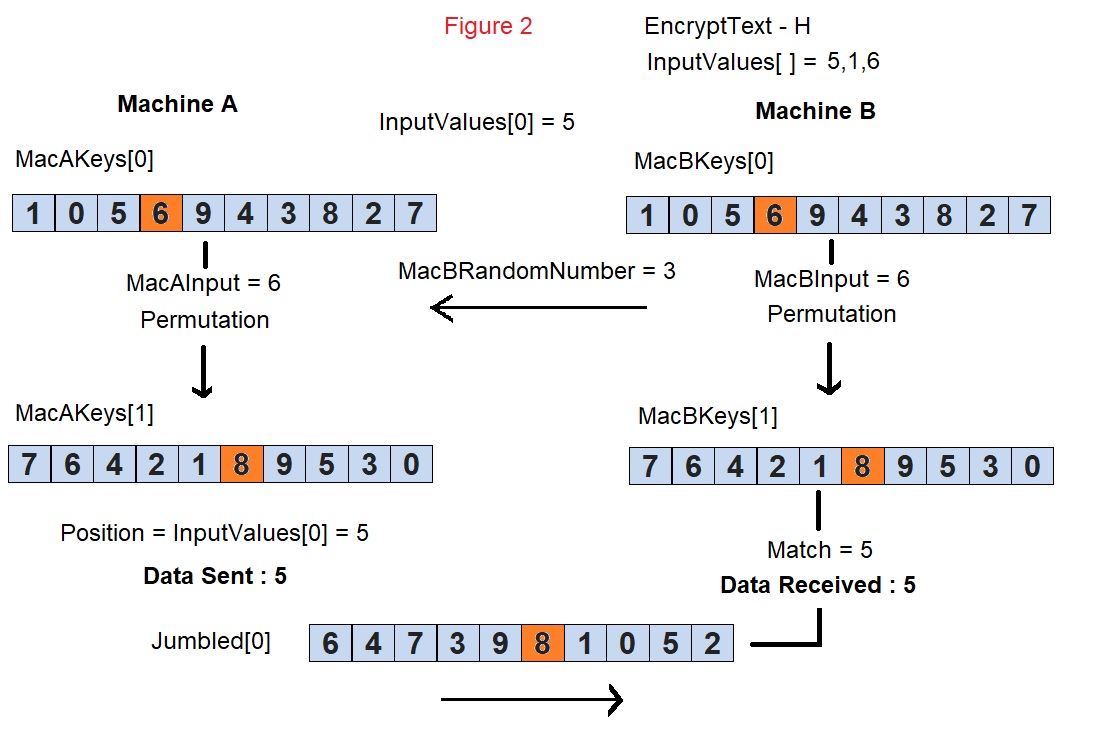 Figure 2
EncryptText - H
InputValues[ ] = 5,1,6
Machine A
Machine B
InputValues[0] = 5
MacAKeys[0]
MacBKeys[0]
1 0 5 6 9 4 3 8 2 7
1 0 5 6 9 4 3 8 2 7
MacAInput = 6
MacBRandomNumber = 3
MacBInput = 6
Permutation
Permutation
MacAKeys[1]
MacBKeys[1]
7 6 4 2 1 8 9 5 3 0
7 6 4 2 1 8 9 5 3 0
Position = InputValues[0] = 5
Match = 5
Data Sent : 5
Data Received : 5
Jumbled[0]
6 4 7 3 9 8 1 0 5 2